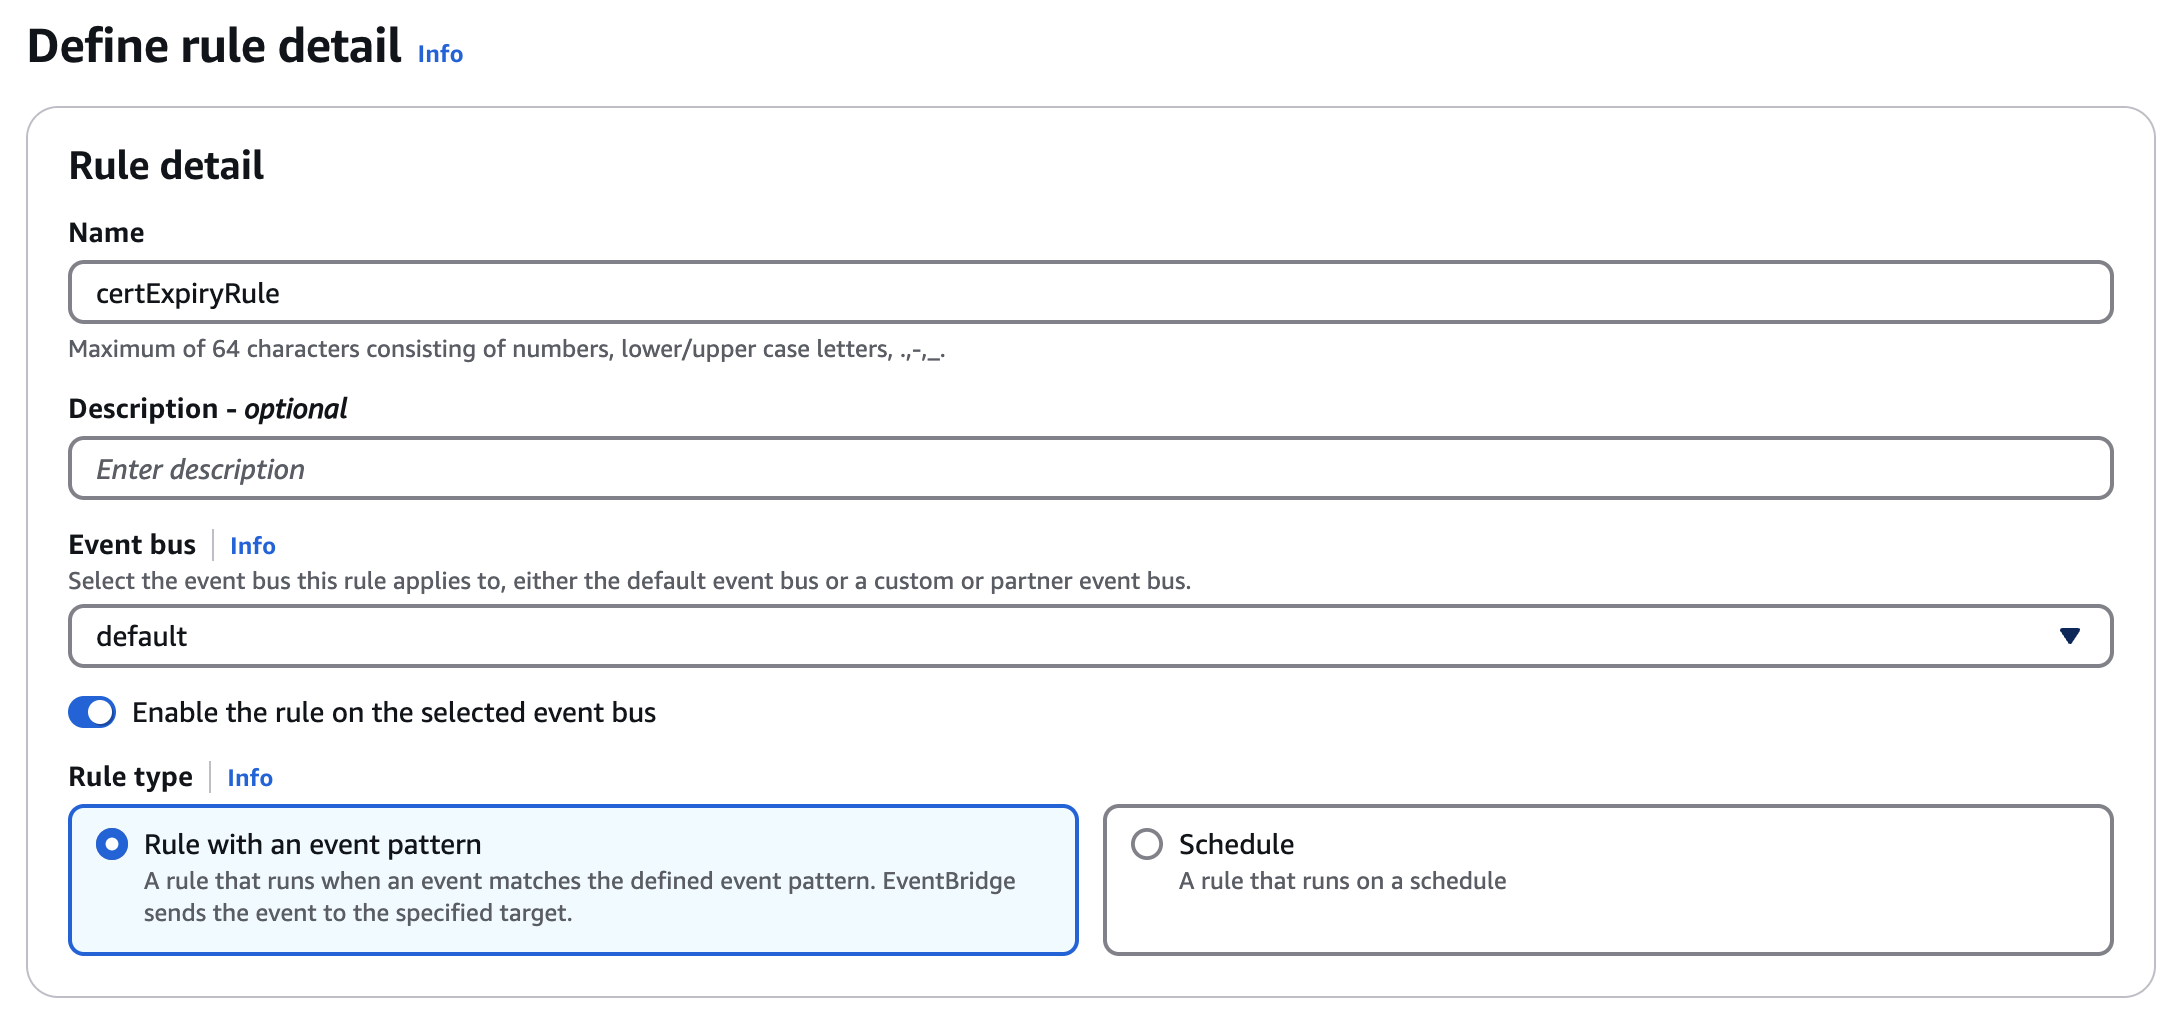 Define rule detail Info
Rule detail
Name
certExpiryRule
Maximum of 64 characters consisting of numbers, lower/upper case letters, .,-,_.
Description - optional
Enter description
Event bus Info
Select the event bus this rule applies to, either the default event bus or a custom or partner event bus.
default
Enable the rule on the selected event bus
Rule type Info
Rule with an event pattern
A rule that runs when an event matches the defined event pattern. EventBridge
sends the event to the specified target.
Schedule
A rule that runs on a schedule